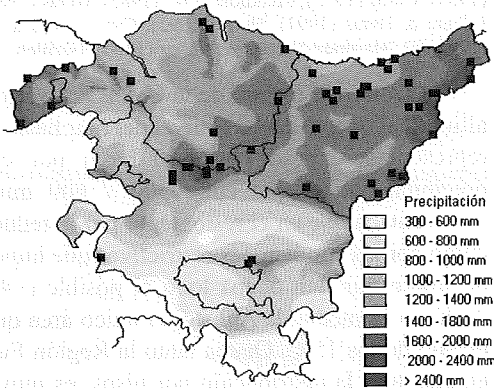 Precipitación
300 - 600 mm
600 - 800 mm
800 - 1000 mm
1000 - 1200 mm
1200 - 1400 mm
1400 - 1800 mm
1600 - 2000 mm
2000 - 2400 mm
> 2400 mm